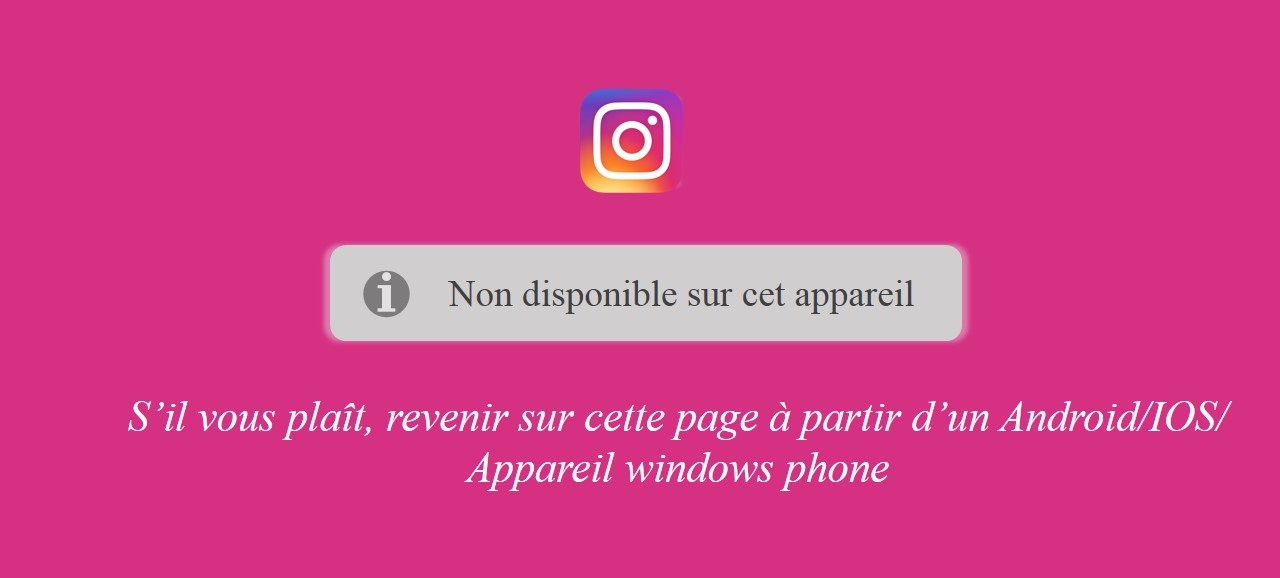 Non disponible sur cet appareil
S’il vous plaît, revenir sur cette page à partir d’un Android/IOS/
Appareil windows phone